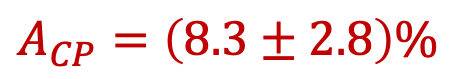 A_CP = (8.3 ± 2.8)%